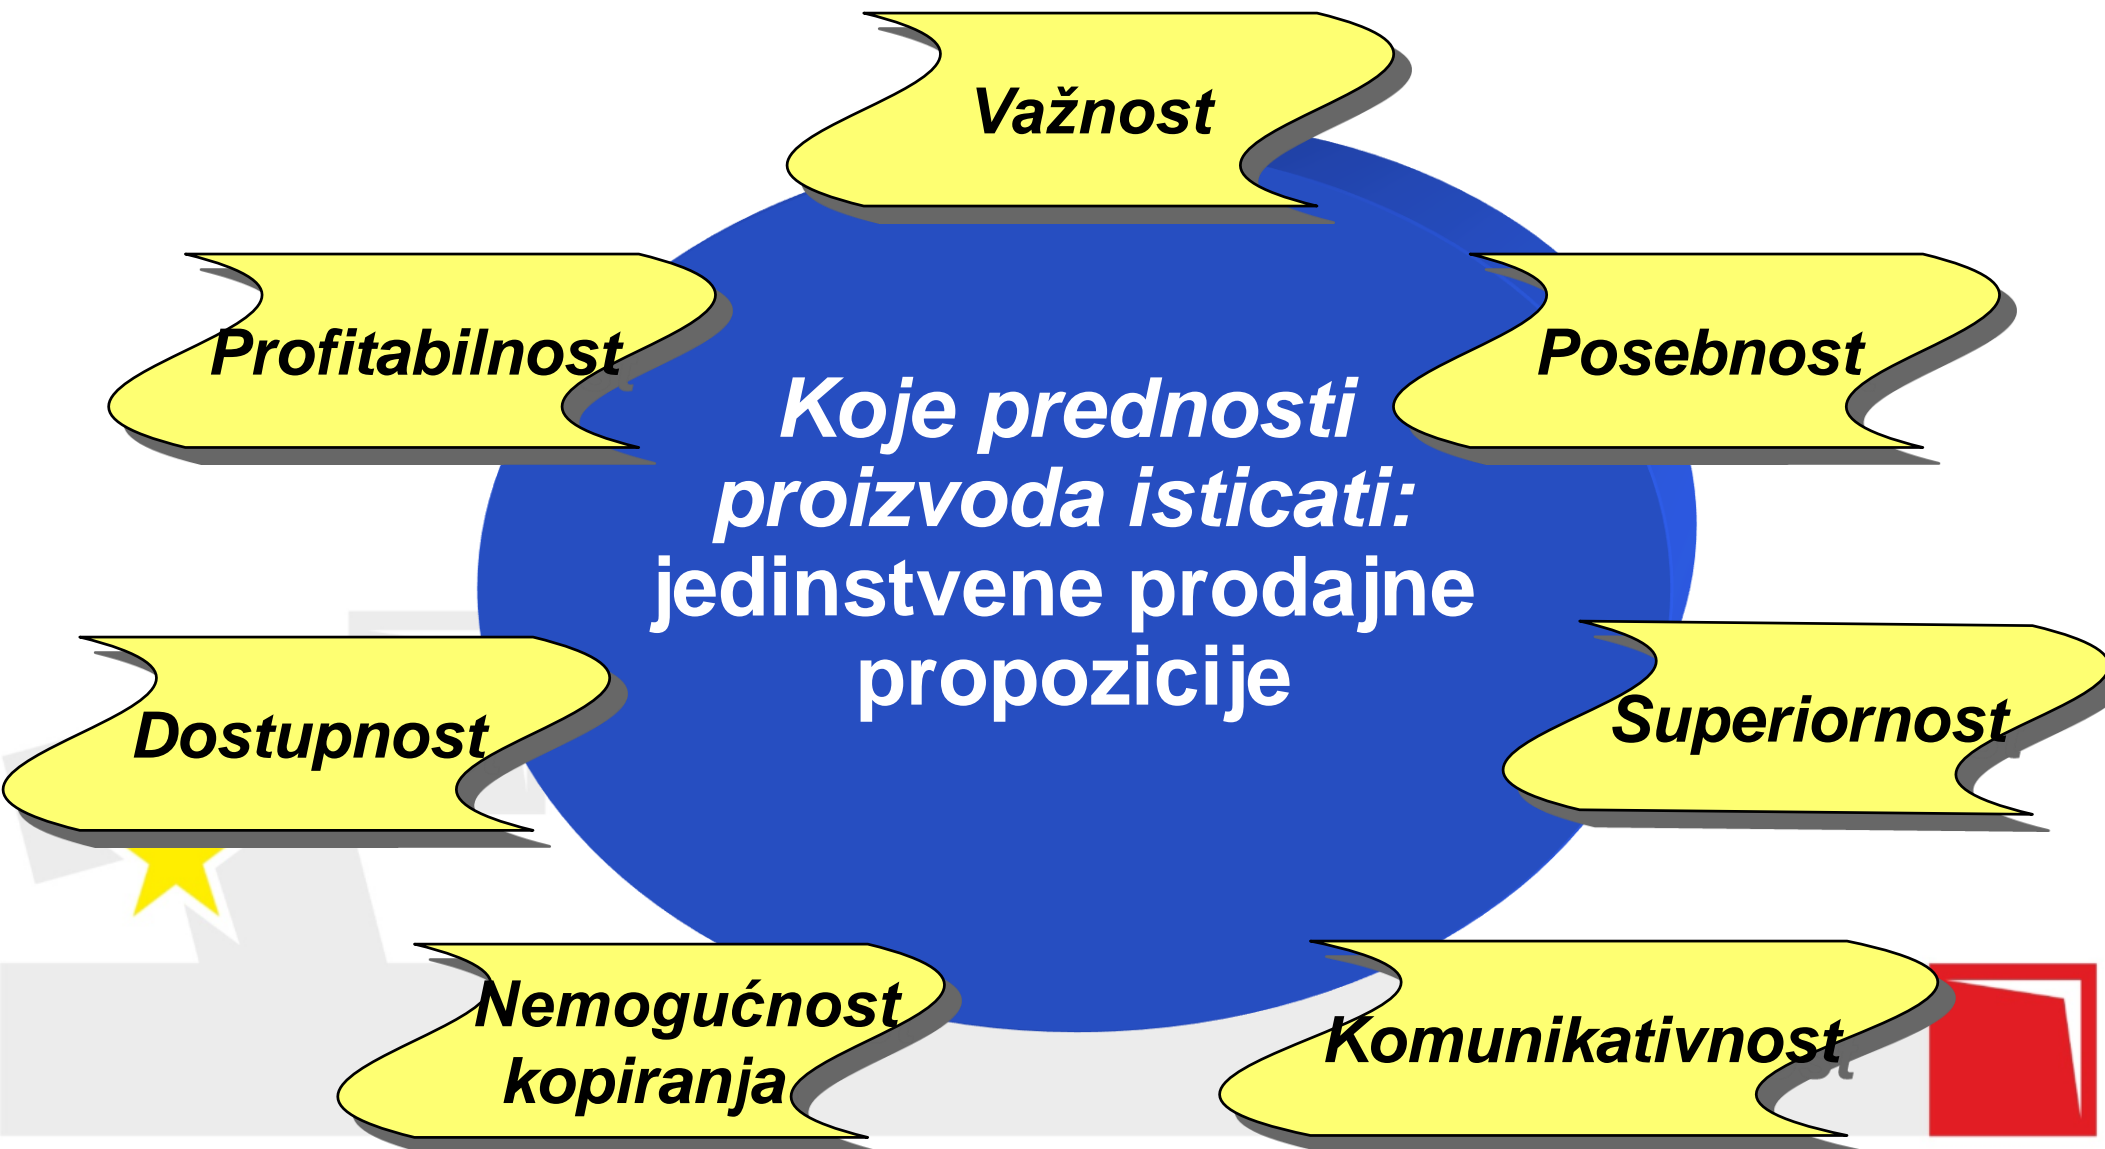 Važnost
Profitabilnost
Posebnost
Koje prednosti
proizvoda isticati:
jedinstvene prodajne
propozicije
Dostupnost
Superiornost
Nemogućnost
kopiranja
Komunikativnost